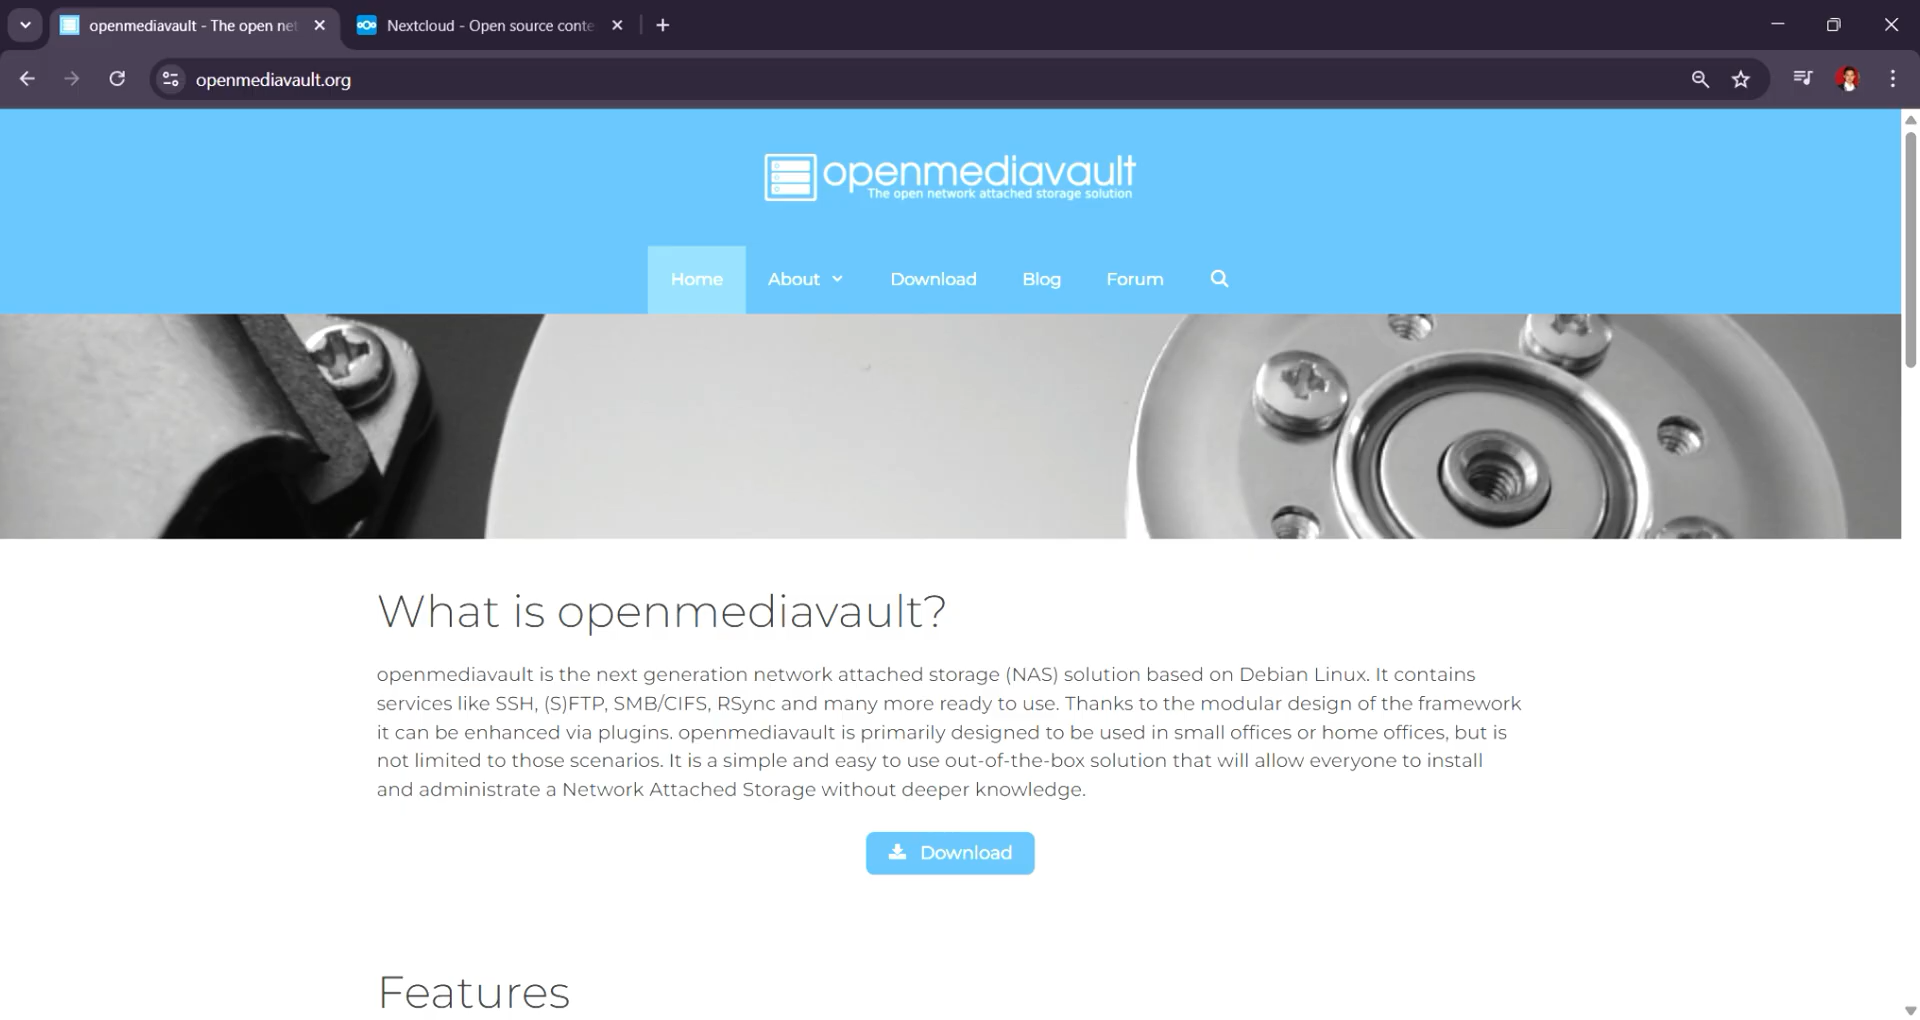 openmediavault - The open net
Nextcloud - Open source conte
openmediavault.org
openmediavault
The open network attached storage solution
Home
About
Download
Blog
Forum
What is openmediavault?
openmediavault is the next generation network attached storage (NAS) solution based on Debian Linux. It contains
services like SSH, (S)FTP, SMB/CIFS, RSync and many more ready to use. Thanks to the modular design of the framework
it can be enhanced via plugins. openmediavault is primarily designed to be used in small offices or home offices, but is
not limited to those scenarios. It is a simple and easy to use out-of-the-box solution that will allow everyone to install
and administrate a Network Attached Storage without deeper knowledge.
Download
Features